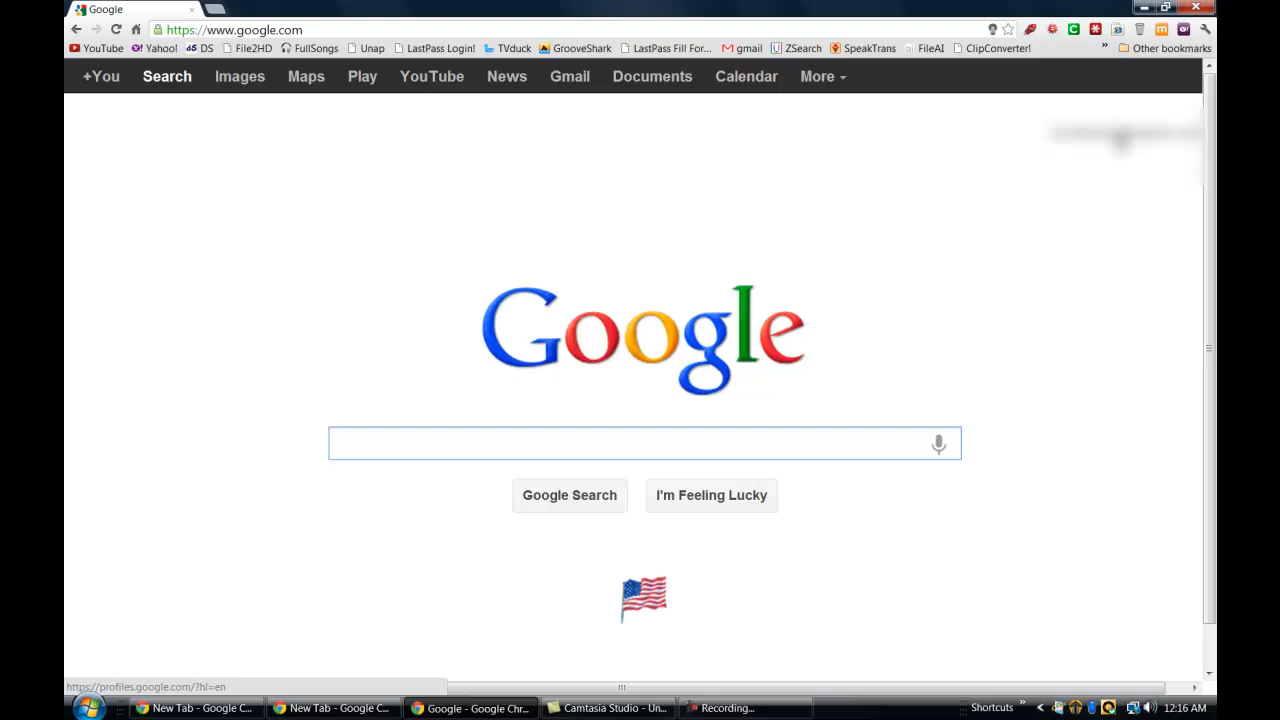 Google
https://www.google.com
YouTube Yahoo! DS File2HD FullSongs Unap LastPass Login! TVduck GrooveShark LastPass Fill For... gmail ZSearch SpeakTrans FileAI ClipConverter! » Other bookmarks
+You Search Images Maps Play YouTube News Gmail Documents Calendar More
Google
Google Search I'm Feeling Lucky
https://profiles.google.com/?hl=en
New Tab - Google C... New Tab - Google C... Google - Google Chr... Camtasia Studio - Un... Recording... Shortcuts » 12:16 AM